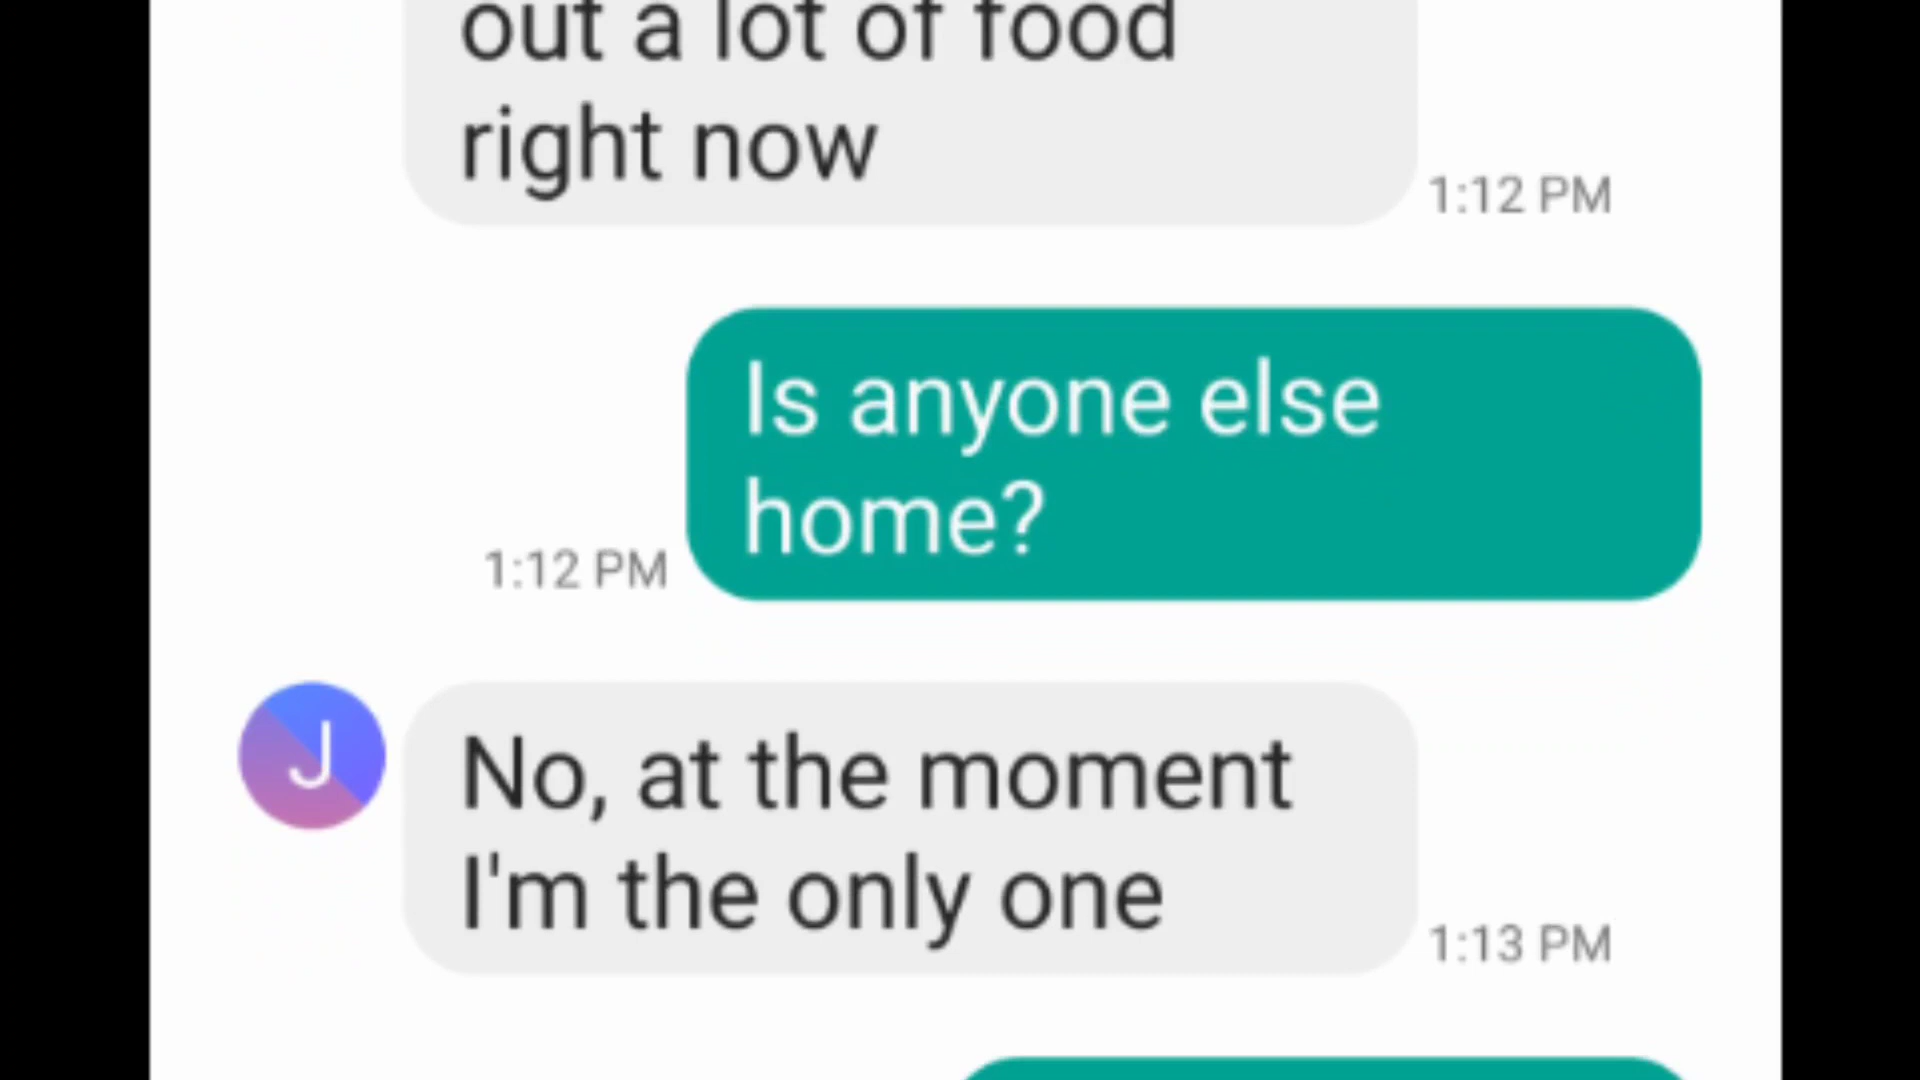 out a lot of food
right now
1:12 PM
Is anyone else
home?
1:12 PM
J
No, at the moment
I'm the only one
1:13 PM